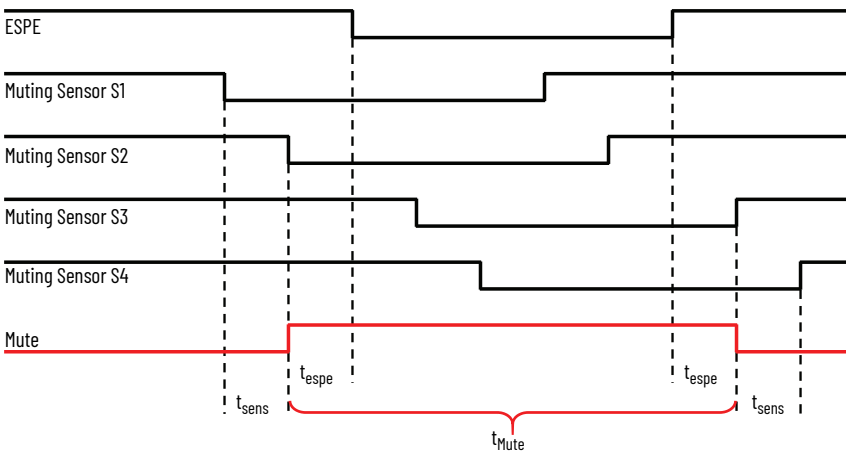 ESPE
Muting Sensor S1
Muting Sensor S2
Muting Sensor S3
Muting Sensor S4
Mute
tespe
tespe
tsens
tsens
tMute